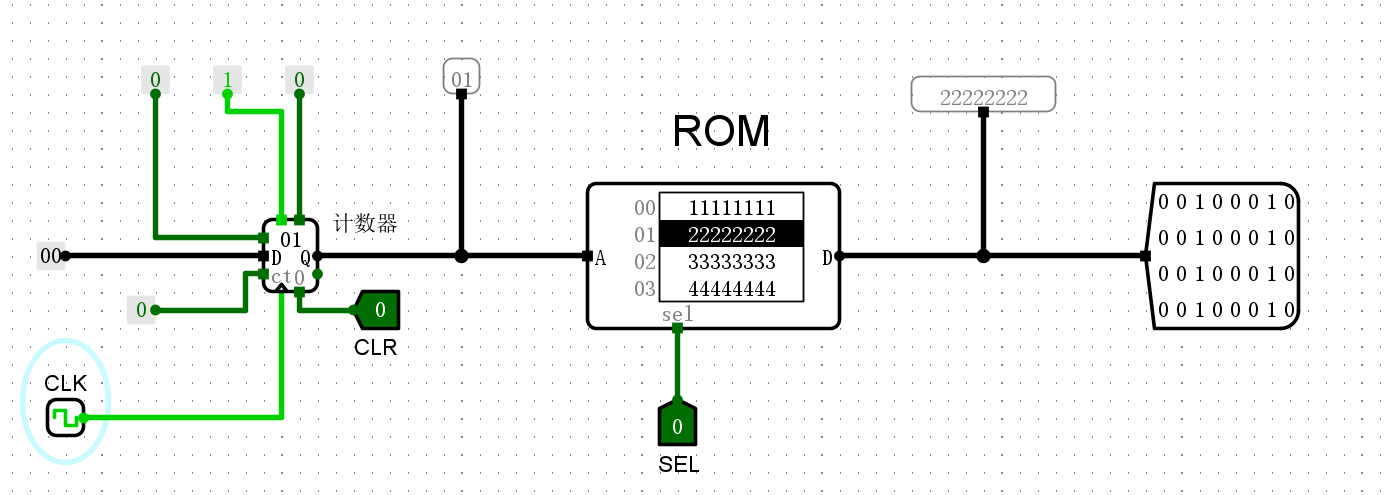 0
1
0
01
22222222
ROM
计数器
01
D Q
ct0
00
0
0
CLR
CLK
A
00 11111111
01 22222222
02 33333333
03 44444444
D
sel
0
SEL
0 0 1 0 0 0 1 0
0 0 1 0 0 0 1 0
0 0 1 0 0 0 1 0
0 0 1 0 0 0 1 0